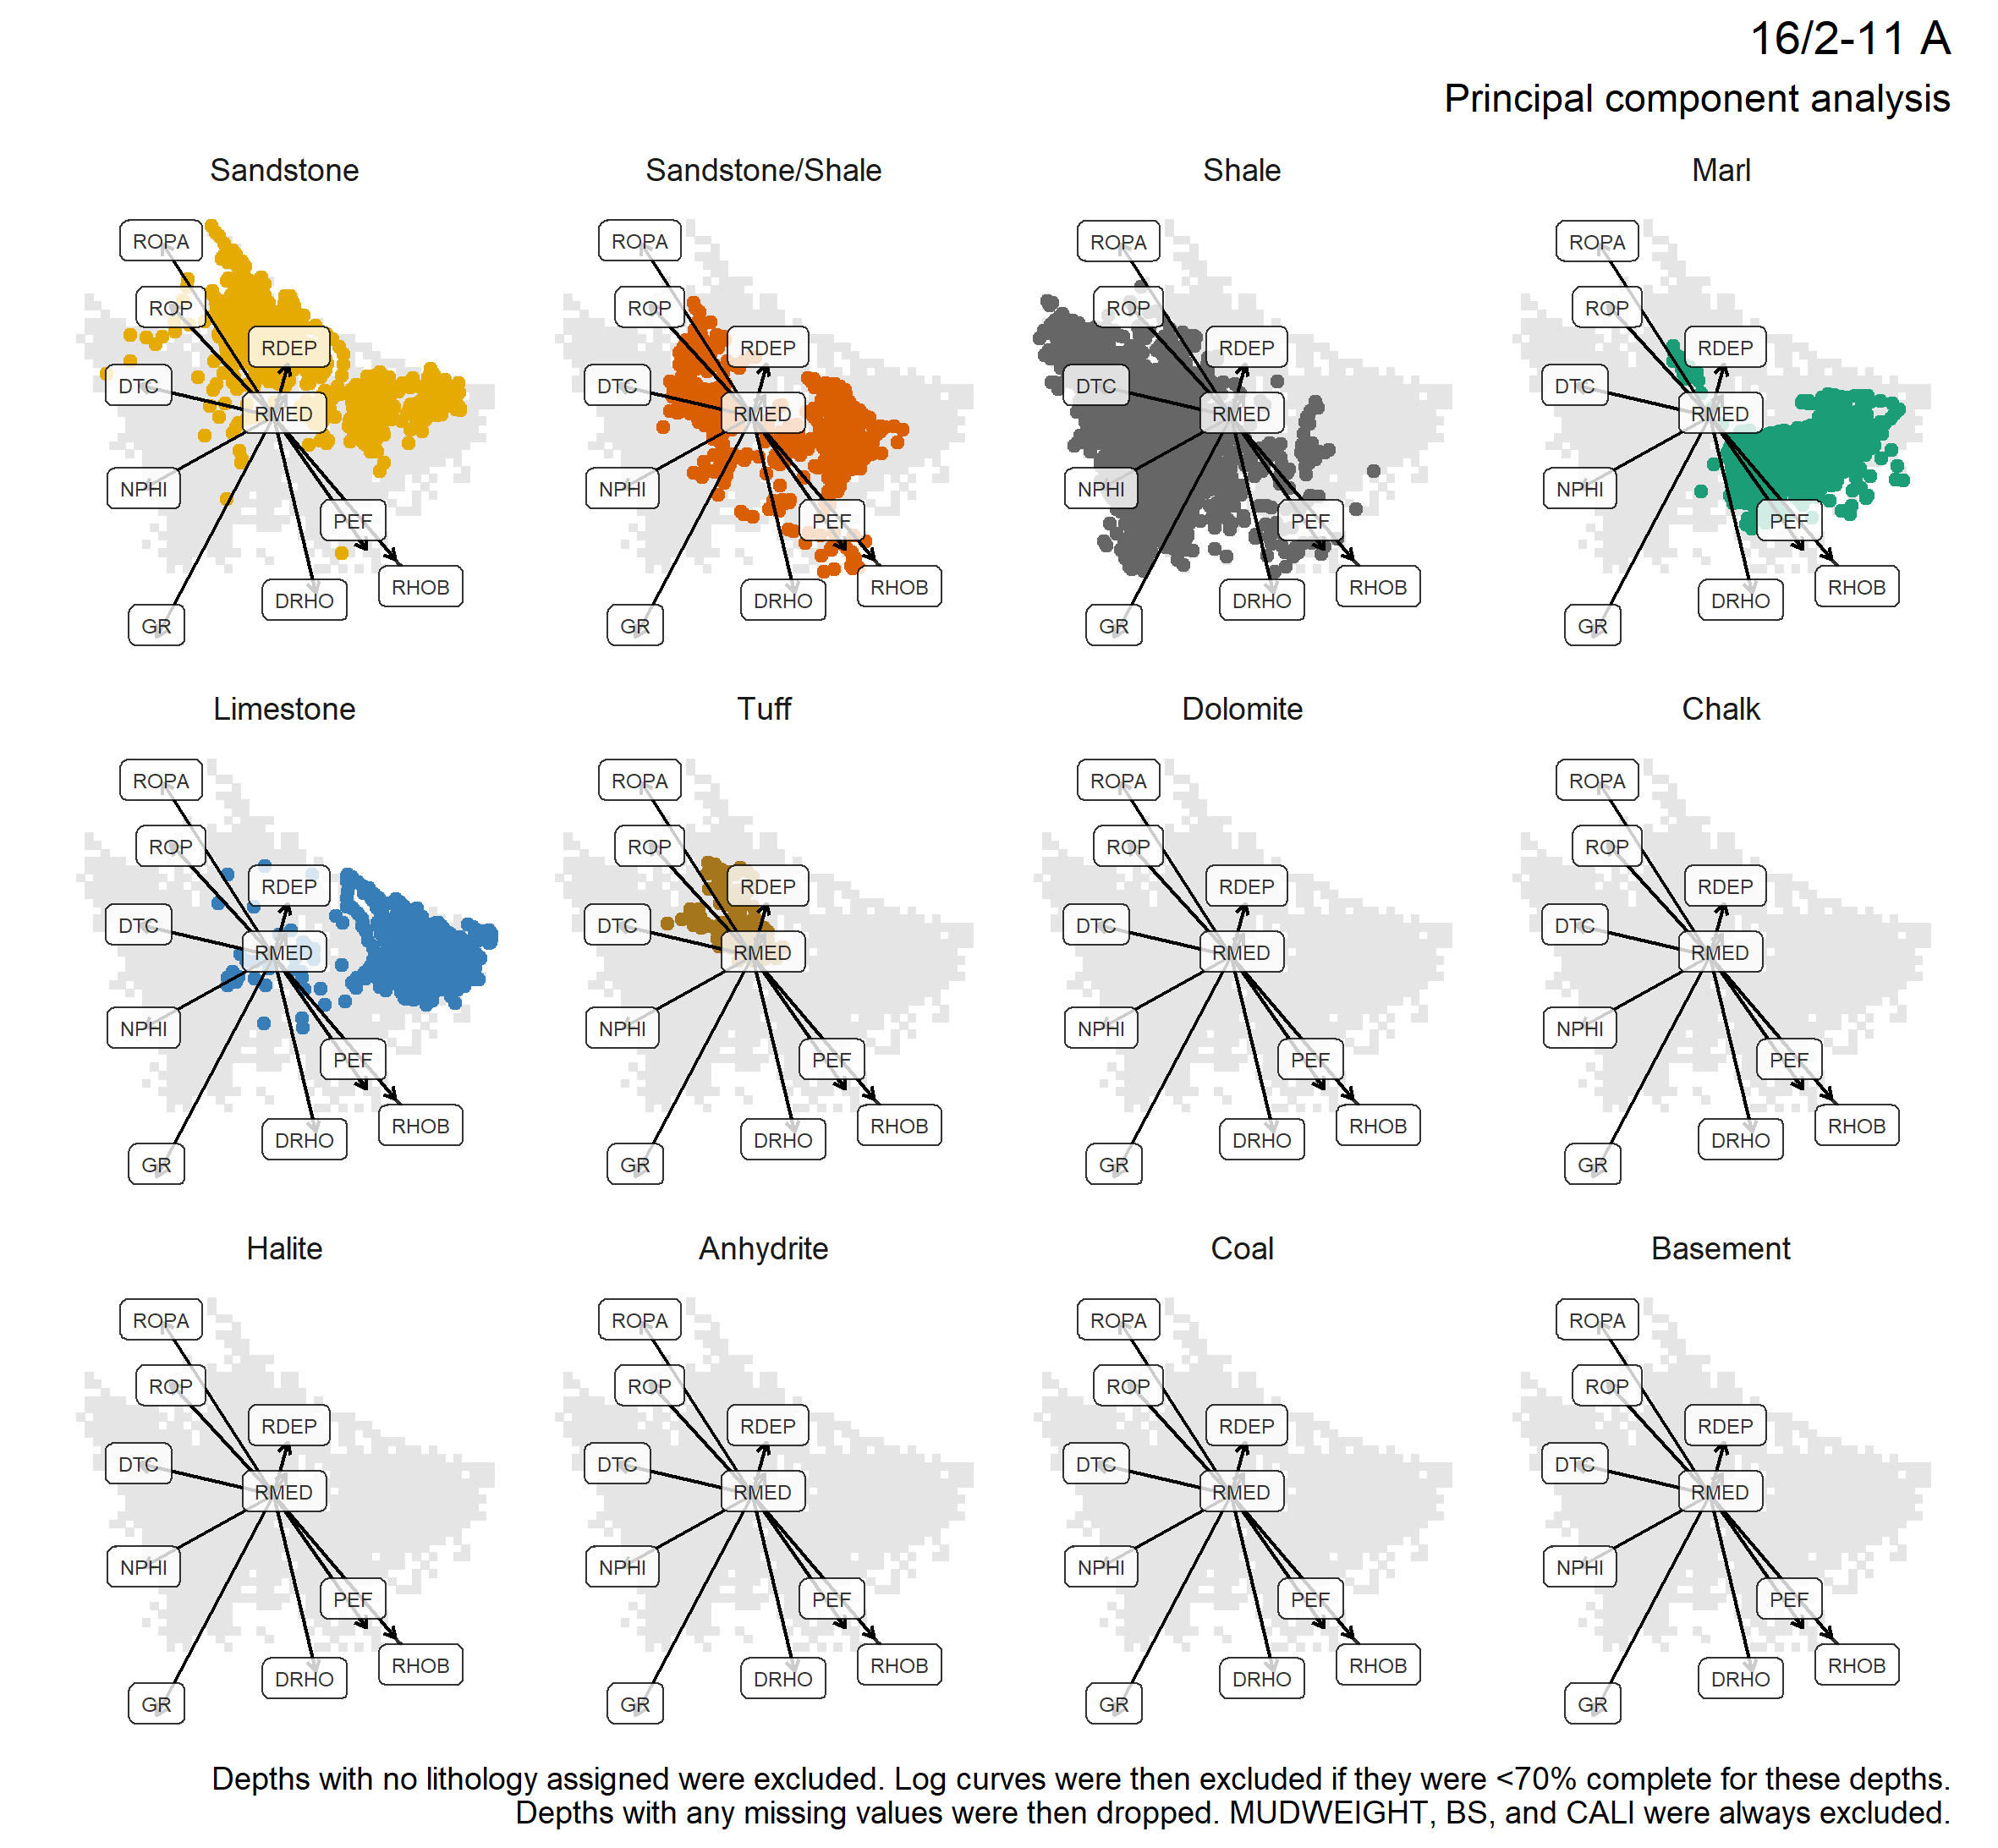 16/2-11 A
Principal component analysis
Sandstone
ROPA
ROP
RDEP
DTC
RMED
NPHI
PEF
RHOB
DRHO
GR
Sandstone/Shale
ROPA
ROP
RDEP
DTC
RMED
NPHI
PEF
RHOB
DRHO
GR
Shale
ROPA
ROP
RDEP
DTC
RMED
NPHI
PEF
RHOB
DRHO
GR
Marl
ROPA
ROP
RDEP
DTC
RMED
NPHI
PEF
RHOB
DRHO
GR
Limestone
ROPA
ROP
RDEP
DTC
RMED
NPHI
PEF
RHOB
DRHO
GR
Tuff
ROPA
ROP
RDEP
DTC
RMED
NPHI
PEF
RHOB
DRHO
GR
Dolomite
ROPA
ROP
RDEP
DTC
RMED
NPHI
PEF
RHOB
DRHO
GR
Chalk
ROPA
ROP
RDEP
DTC
RMED
NPHI
PEF
RHOB
DRHO
GR
Halite
ROPA
ROP
RDEP
DTC
RMED
NPHI
PEF
RHOB
DRHO
GR
Anhydrite
ROPA
ROP
RDEP
DTC
RMED
NPHI
PEF
RHOB
DRHO
GR
Coal
ROPA
ROP
RDEP
DTC
RMED
NPHI
PEF
RHOB
DRHO
GR
Basement
ROPA
ROP
RDEP
DTC
RMED
NPHI
PEF
RHOB
DRHO
GR
Depths with no lithology assigned were excluded. Log curves were then excluded if they were <70% complete for these depths.
Depths with any missing values were then dropped. MUDWEIGHT, BS, and CALI were always excluded.